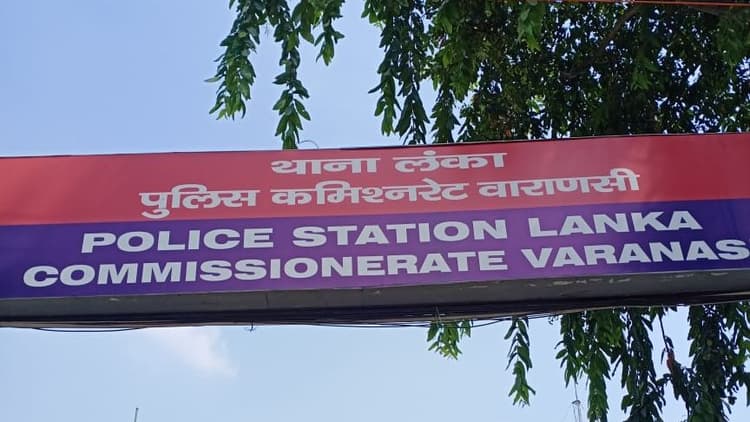 थाना लंका
पुलिस कमिश्नरेट वाराणसी
POLICE STATION LANKA
COMMISSIONERATE VARANAS